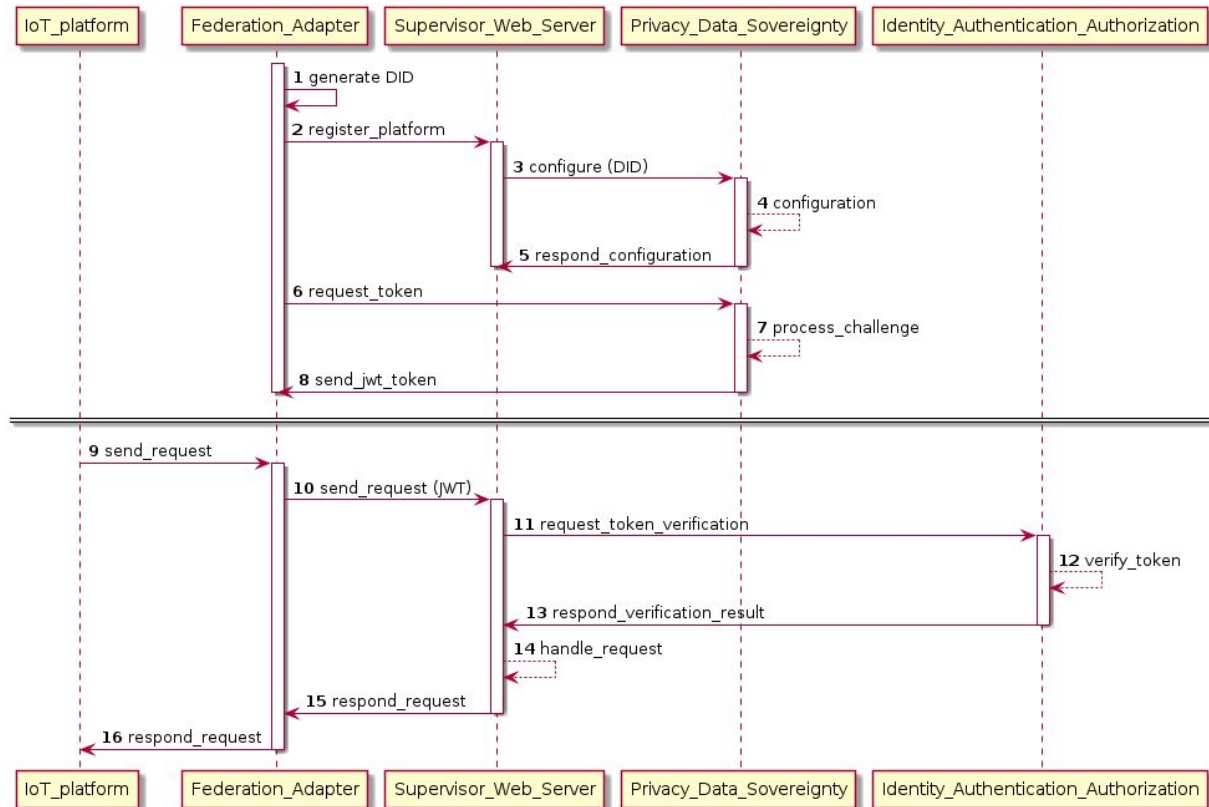 IoT_platform
Federation_Adapter
Supervisor_Web_Server
Privacy_Data_Sovereignty
Identity_Authentication_Authorization
1 generate DID
2 register_platform
3 configure (DID)
4 configuration
5 respond_configuration
6 request_token
7 process_challenge
8 send_jwt_token
9 send_request
10 send_request (JWT)
11 request_token_verification
12 verify_token
13 respond_verification_result
14 handle_request
15 respond_request
16 respond_request
IoT_platform
Federation_Adapter
Supervisor_Web_Server
Privacy_Data_Sovereignty
Identity_Authentication_Authorization